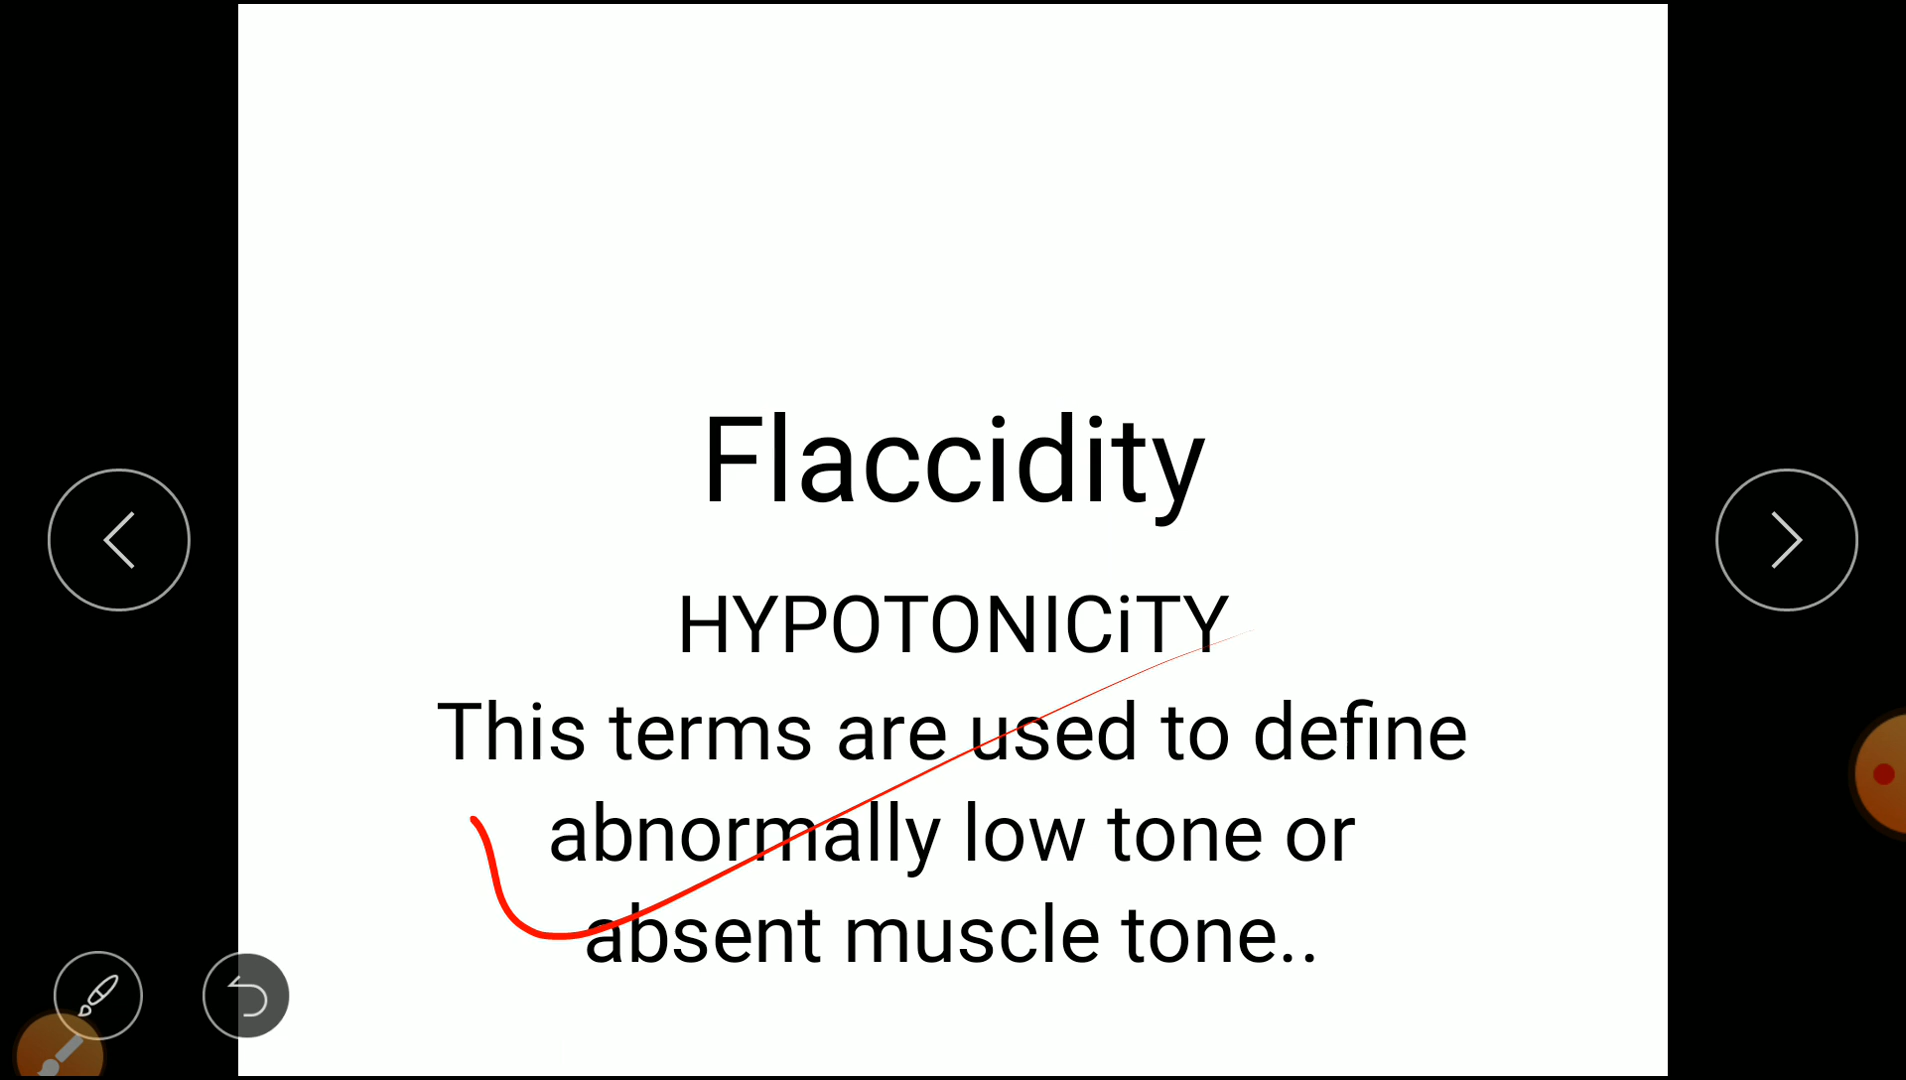 Flaccidity
HYPOTONICiTY
This terms are used to define
abnormally low tone or
absent muscle tone..